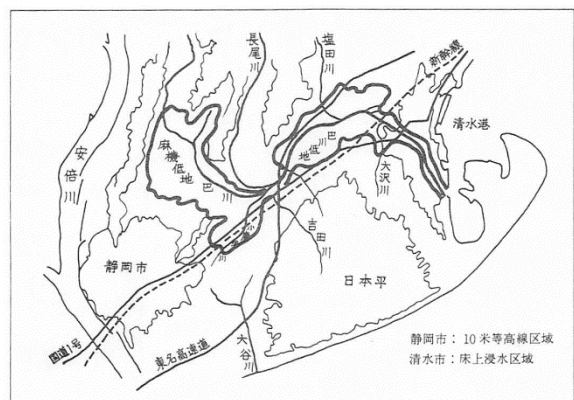 長尾川
塩田川
新幹線
清水港
安倍川
麻機低地
巴川
巴川
低地
大沢川
吉田川
静岡市
日本平
国道1号
東名高速道
大谷川
静岡市：10米等高線区域
清水市：床上浸水区域